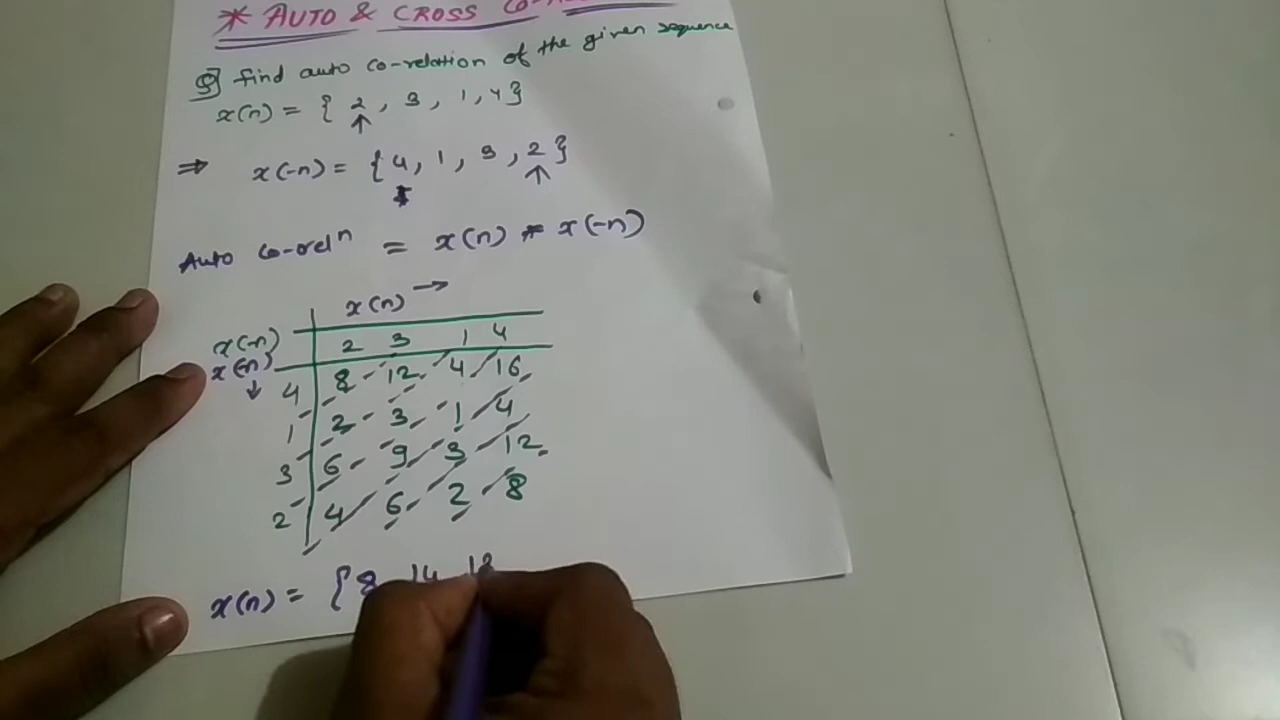 * AUTO & CROSS CO-
Q] find auto co-relation of the given sequence
x(n) = { 2, 3, 1, 4}
↑
⇒ x(-n) = {4, 1, 3, 2}
↑
Auto co-relⁿ = x(n) * x(-n)
x(n) →
x(-n)
x(-n) 2 3 1 4
↓
4 8 12 4 16
1 2 3 1 4
3 6 9 3 12
2 4 6 2 8
x(n) = {8 14 18